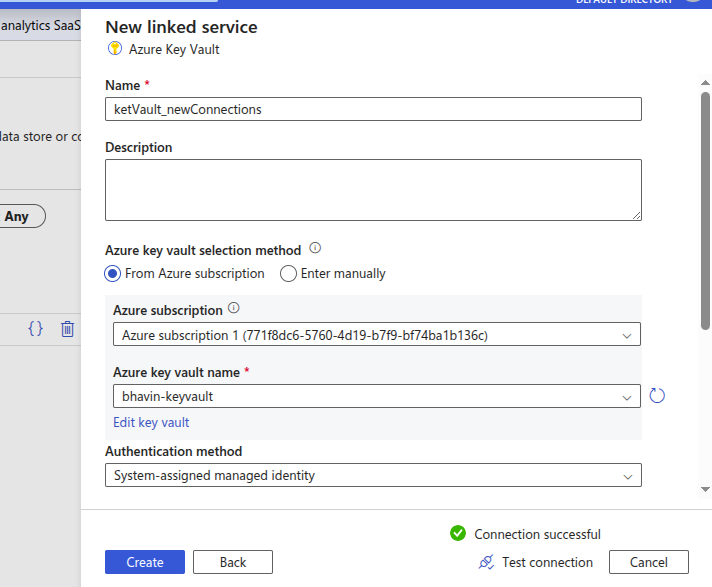 DEFAULT DIRECTORY
analytics SaaS
New linked service
Azure Key Vault
Name *
ketVault_newConnections
data store or co
Description
Any
Azure key vault selection method
From Azure subscription Enter manually
Azure subscription
Azure subscription 1 (771f8dc6-5760-4d19-b7f9-bf74ba1b136c)
Azure key vault name *
bhavin-keyvault
Edit key vault
Authentication method
System-assigned managed identity
Connection successful
Create Back Test connection Cancel